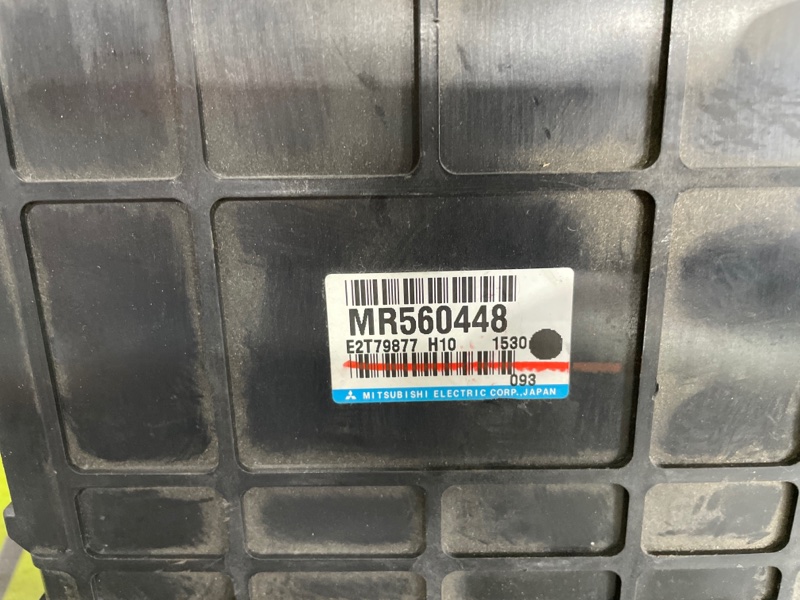 MR560448
E2T79877 H10 1530
093
MITSUBISHI ELECTRIC CORP.,JAPAN